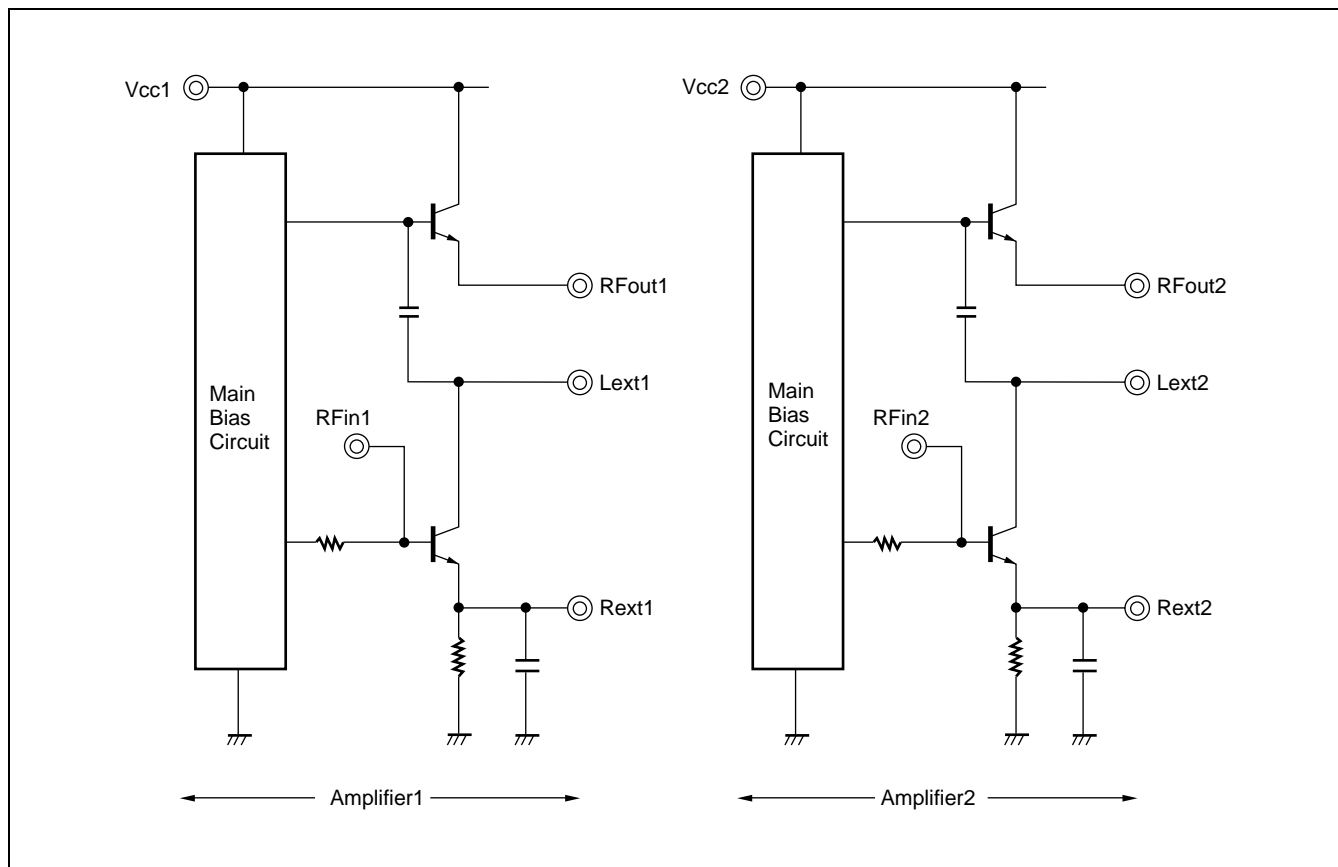 Vcc1
RFout1
Main
Bias
Circuit
Lext1
RFin1
Rext1
Amplifier1
Vcc2
RFout2
Main
Bias
Circuit
Lext2
RFin2
Rext2
Amplifier2